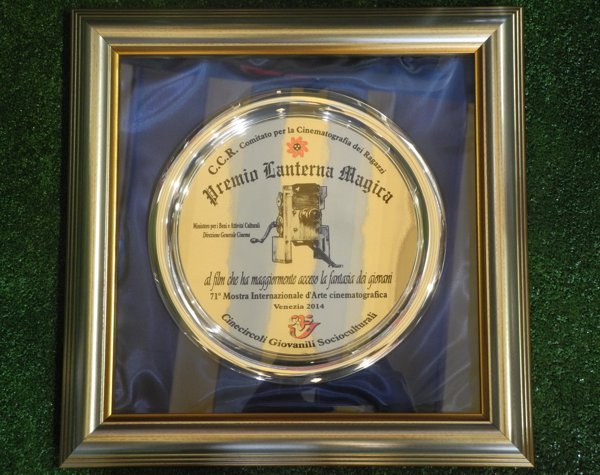 C.C.R. Comitato per la Cinematografia dei Ragazzi
Premio Lanterna Magica
Ministero per i Beni e Attività Culturali
Direzione Generale Cinema
al film che ha maggiormente acceso la fantasia dei giovani
71° Mostra Internazionale d'Arte cinematografica
Venezia 2014
Cinecircoli Giovanili Socioculturali